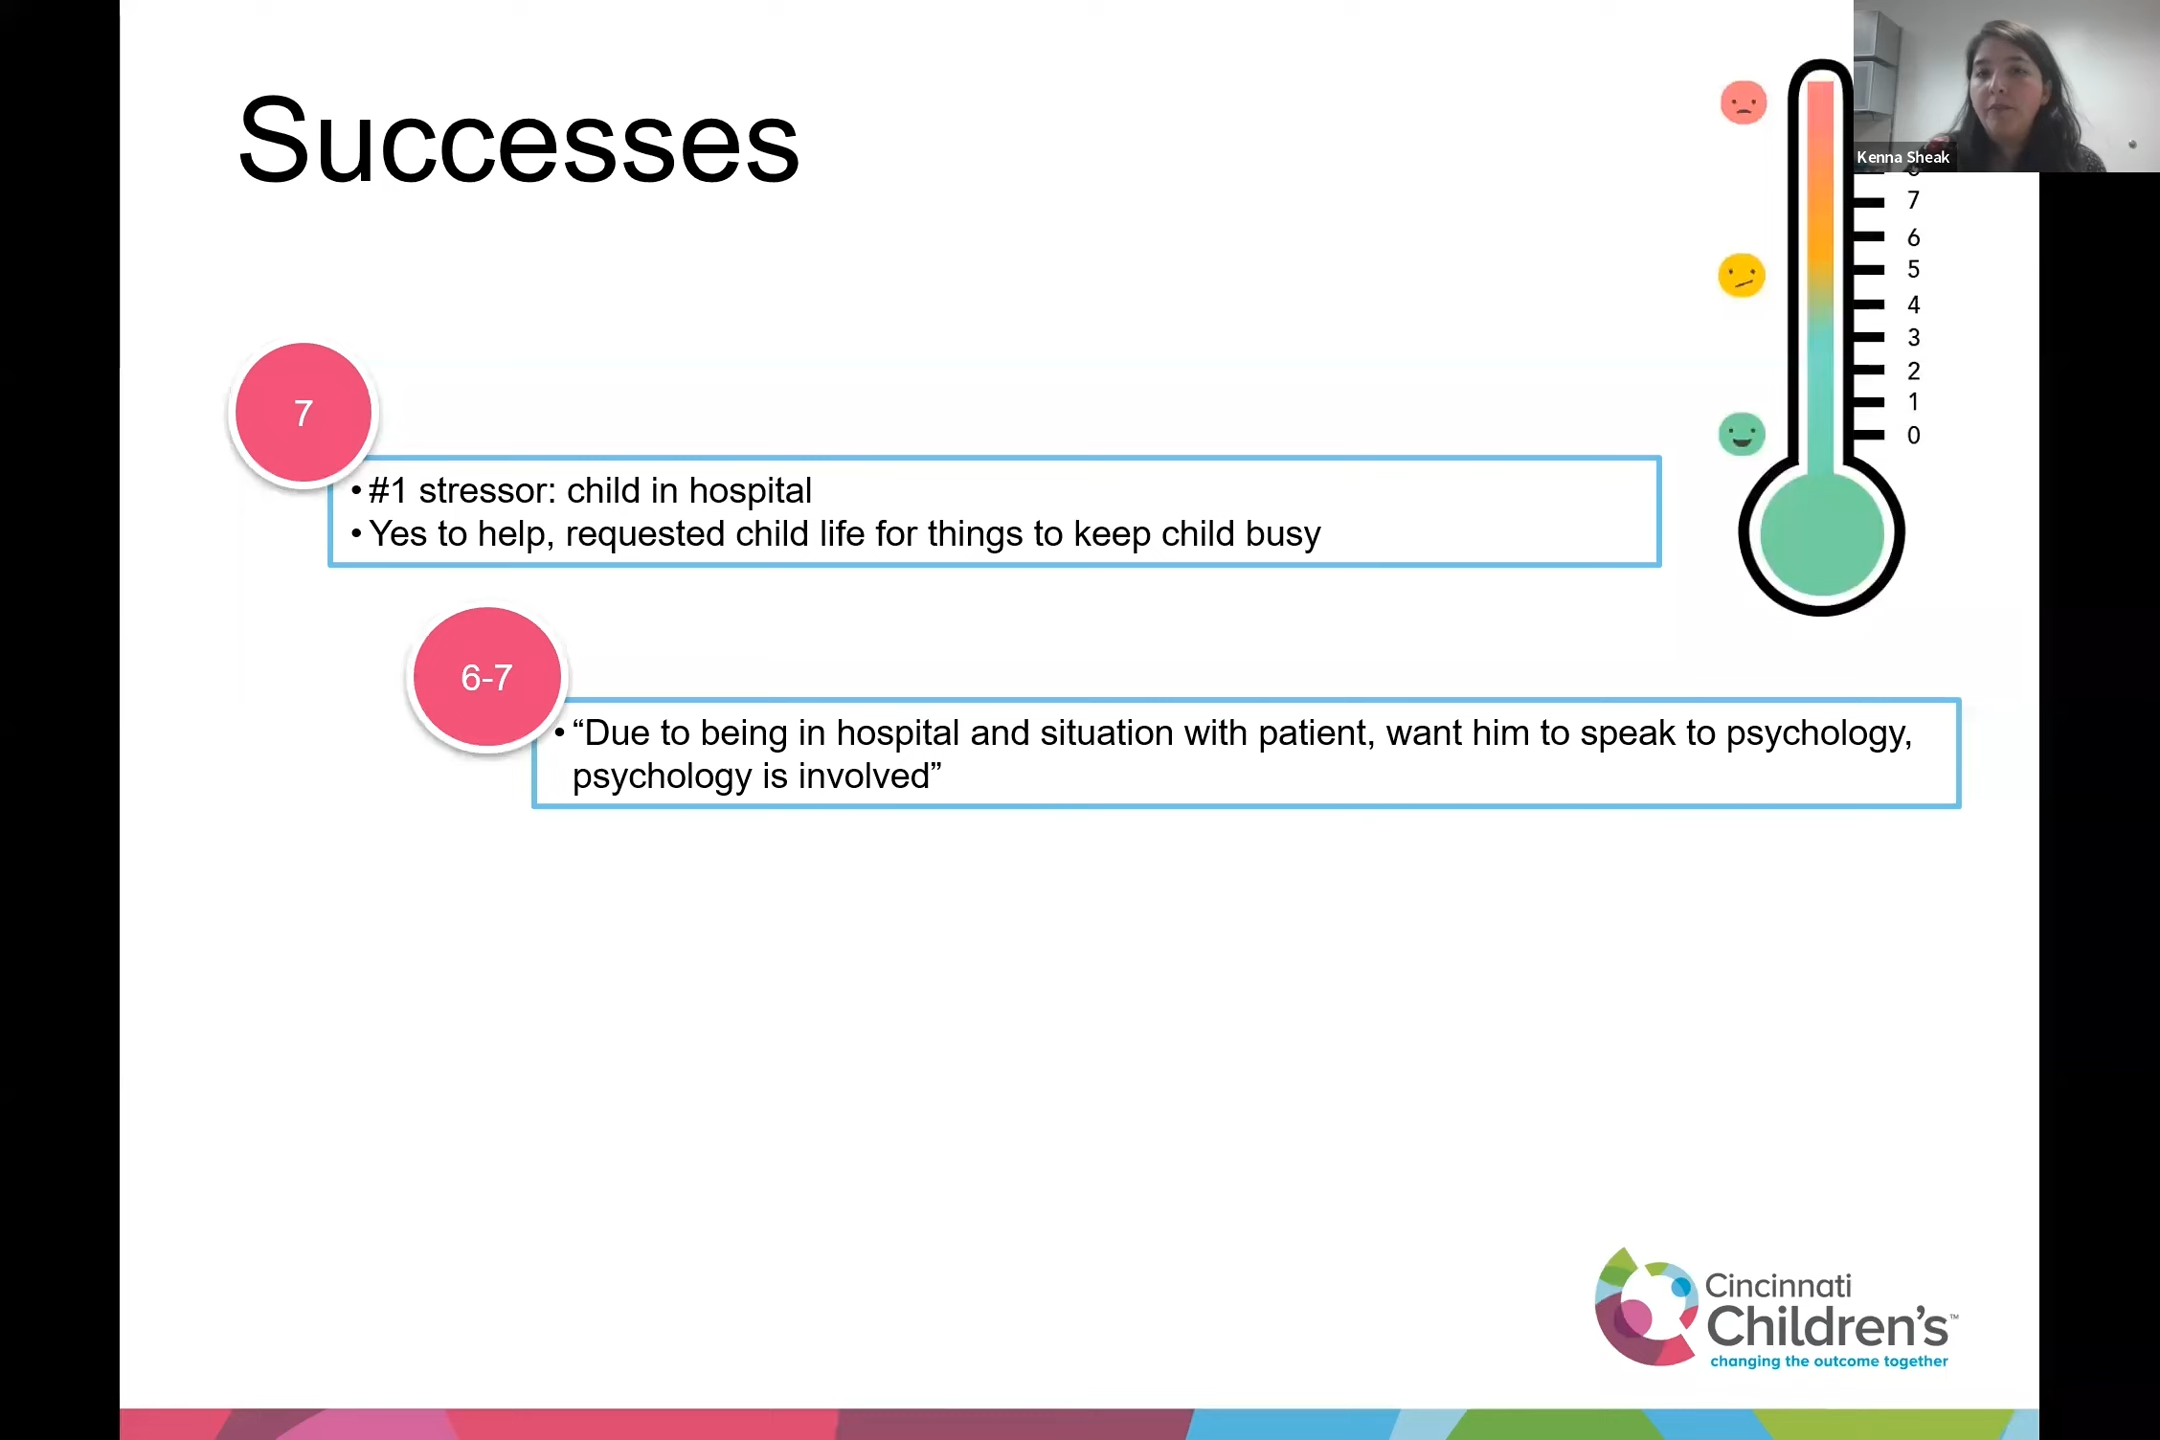 Successes
Kenna Sheak
7
6
5
4
3
2
1
0
7
• #1 stressor: child in hospital
• Yes to help, requested child life for things to keep child busy
6-7
• “Due to being in hospital and situation with patient, want him to speak to psychology,
psychology is involved”
Cincinnati
Children’s™
changing the outcome together